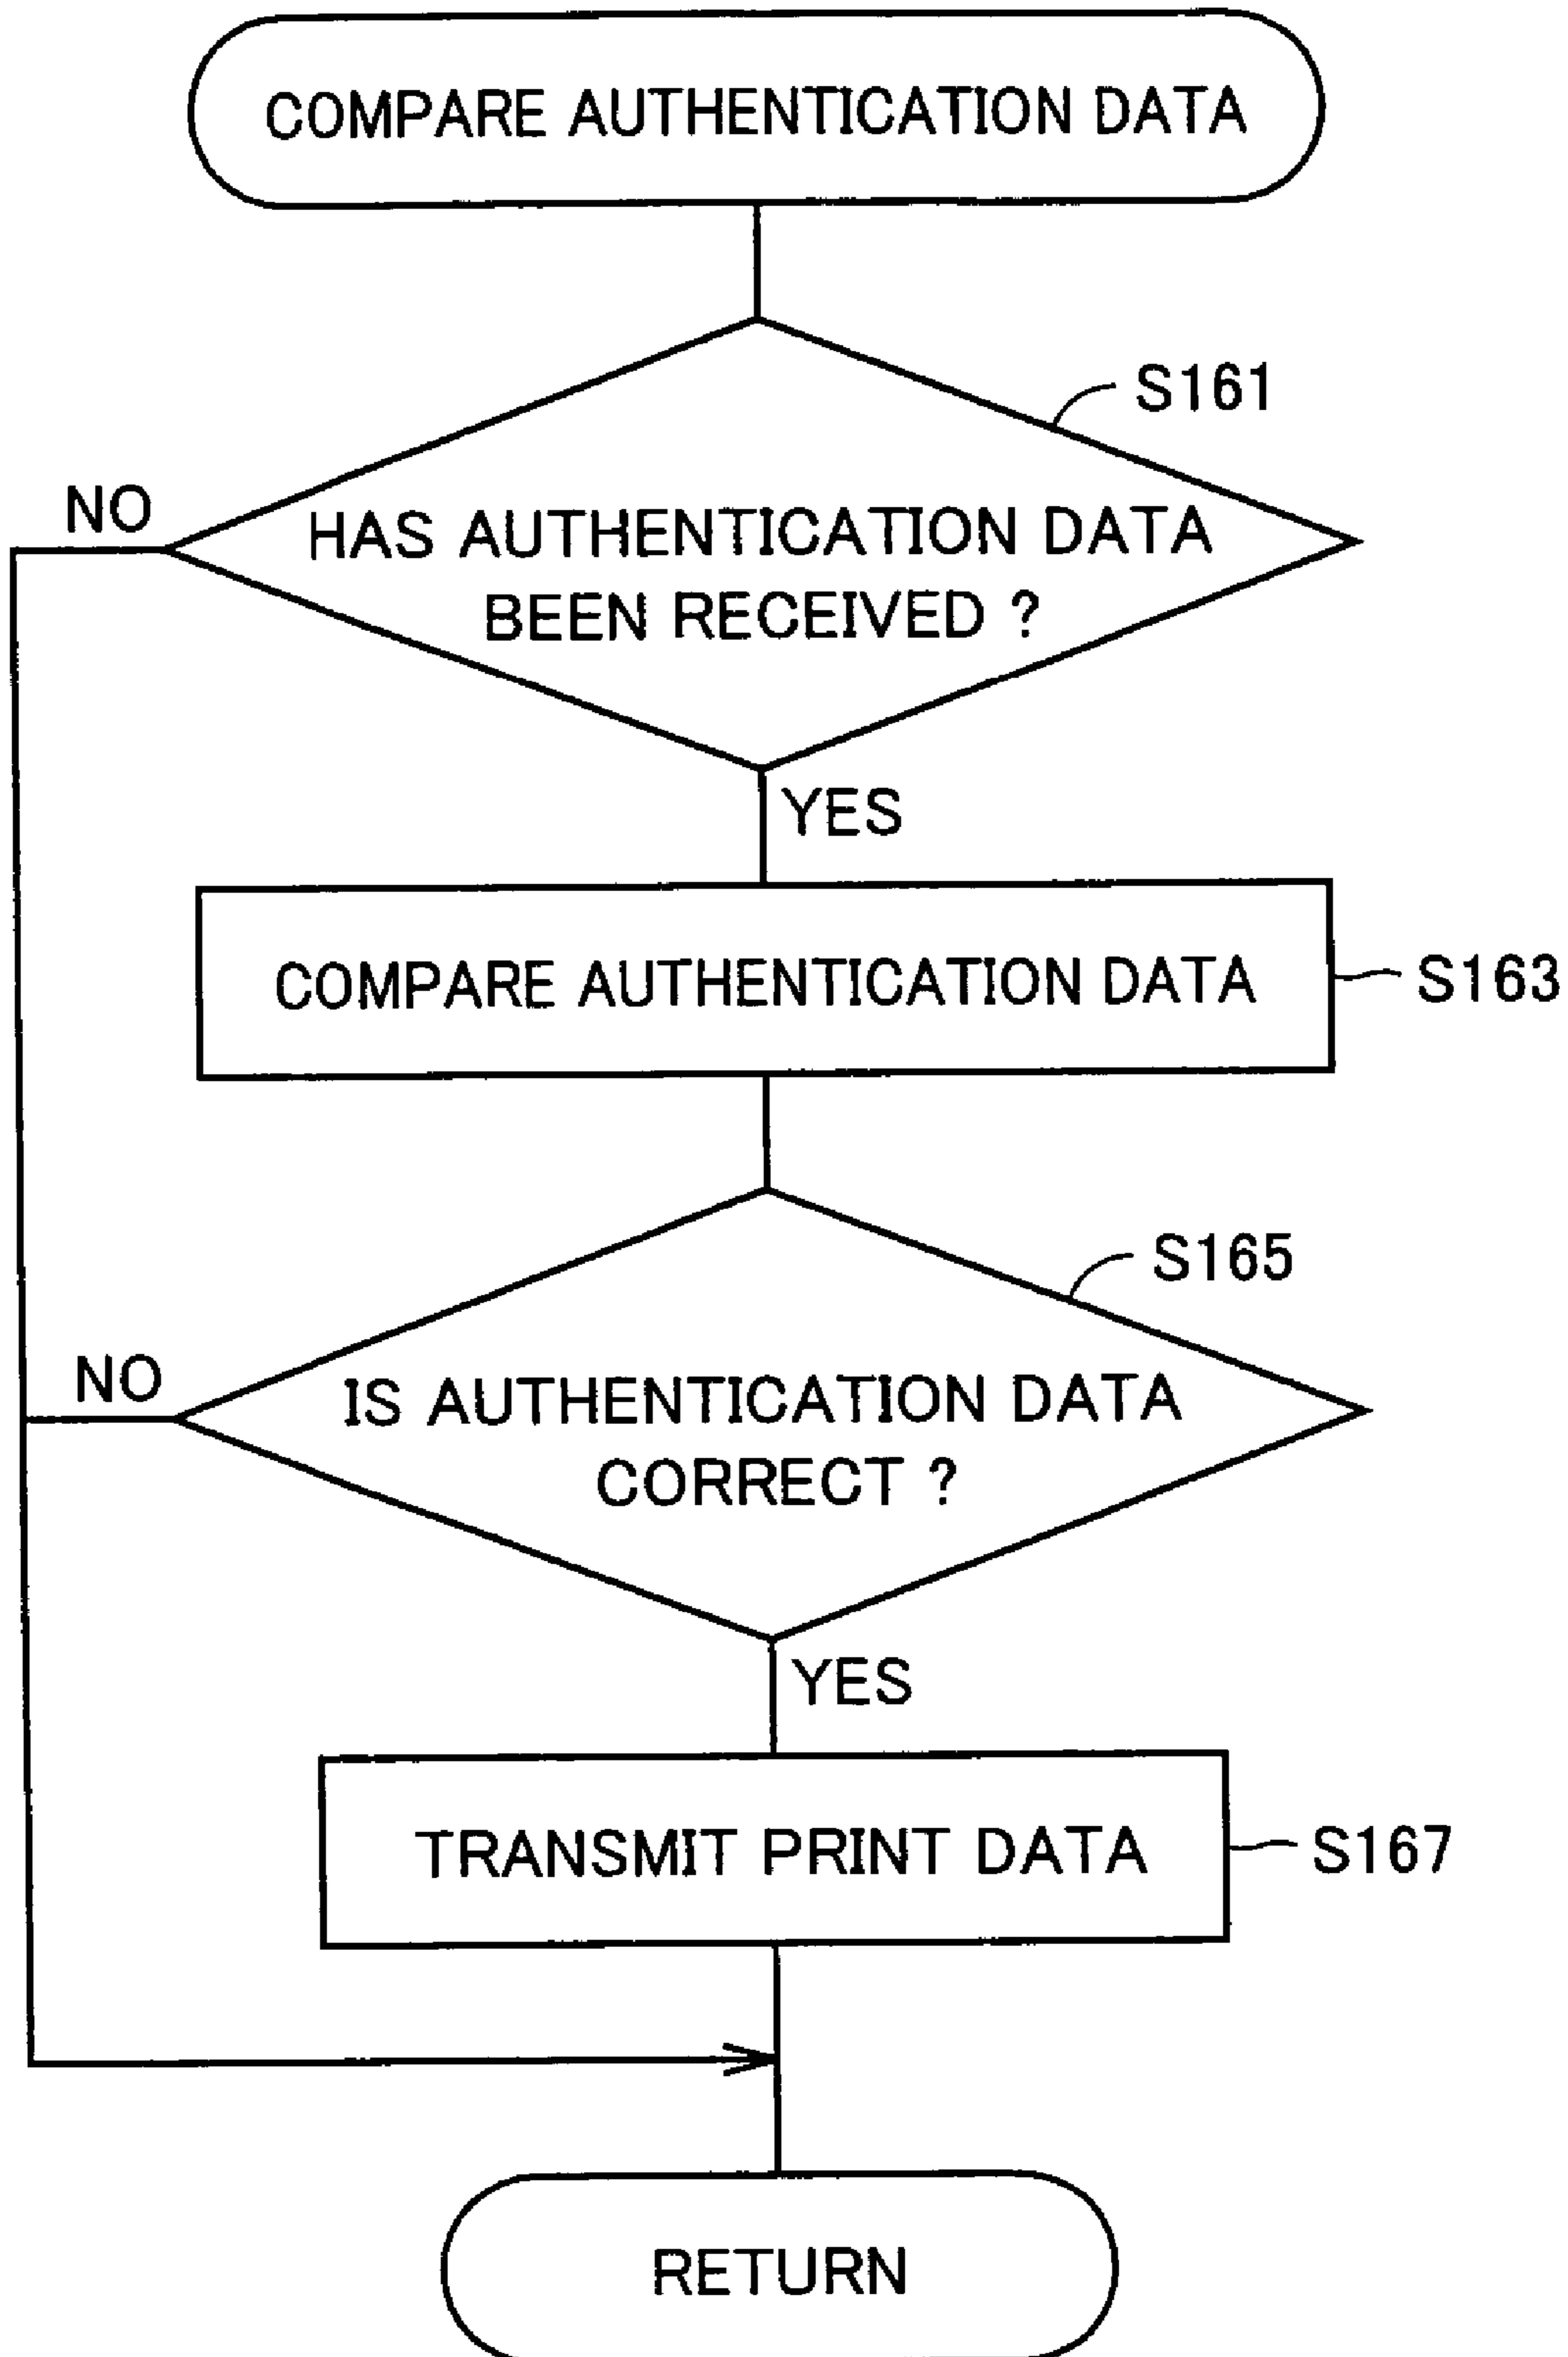 COMPARE AUTHENTICATION DATA
S161
NO
HAS AUTHENTICATION DATA
BEEN RECEIVED ?
YES
COMPARE AUTHENTICATION DATA
S163
S165
NO
IS AUTHENTICATION DATA
CORRECT ?
YES
TRANSMIT PRINT DATA
S167
RETURN